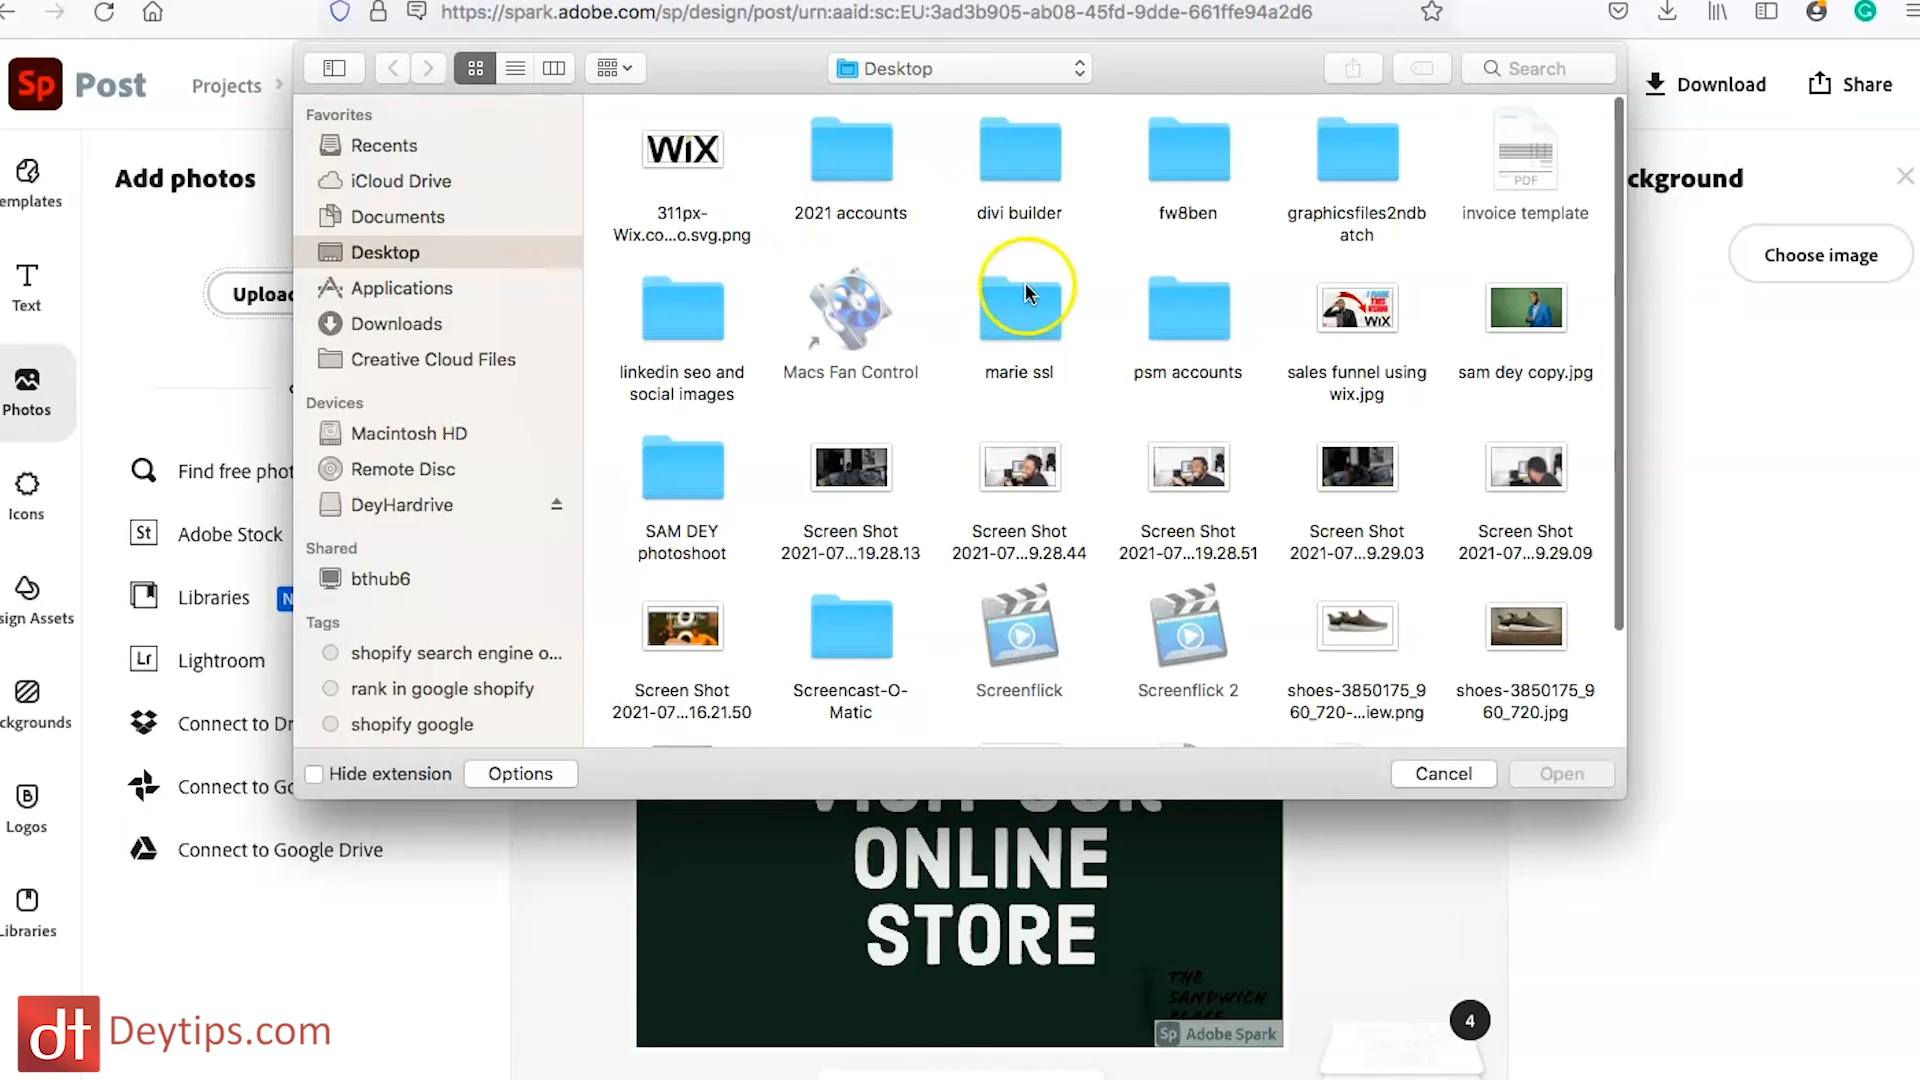 https://spark.adobe.com/sp/design/post/urn:aaid:sc:EU:3ad3b905-ab08-45fd-9dde-661ffe94a2d6
Sp Post
Projects
Desktop
Search
Download
Share
emplates
Text
Photos
Icons
sign Assets
ckgrounds
Logos
Libraries
Add photos
Upload
Find free phot
St Adobe Stock
Libraries N
Lr Lightroom
Connect to Dr
Connect to Go
Connect to Google Drive
Favorites
Recents
iCloud Drive
Documents
Desktop
Applications
Downloads
Creative Cloud Files
Devices
Macintosh HD
Remote Disc
DeyHardrive
Shared
bthub6
Tags
shopify search engine o...
rank in google shopify
shopify google
WiX
311px-
Wix.co...o.svg.png
2021 accounts
divi builder
fw8ben
graphicsfiles2ndb
atch
PDF
invoice template
linkedin seo and
social images
Macs Fan Control
marie ssl
psm accounts
sales funnel using
wix.jpg
sam dey copy.jpg
SAM DEY
photoshoot
Screen Shot
2021-07...19.28.13
Screen Shot
2021-07...9.28.44
Screen Shot
2021-07...19.28.51
Screen Shot
2021-07...9.29.03
Screen Shot
2021-07...9.29.09
Screen Shot
2021-07...16.21.50
Screencast-O-
Matic
Screenflick
Screenflick 2
shoes-3850175_9
60_720-...iew.png
shoes-3850175_9
60_720.jpg
Hide extension
Options
Cancel
Open
ckground
Choose image
VISIT OUR
ONLINE
STORE
THE
SANDWICH
PLACE
Sp Adobe Spark
4
dt Deytips.com